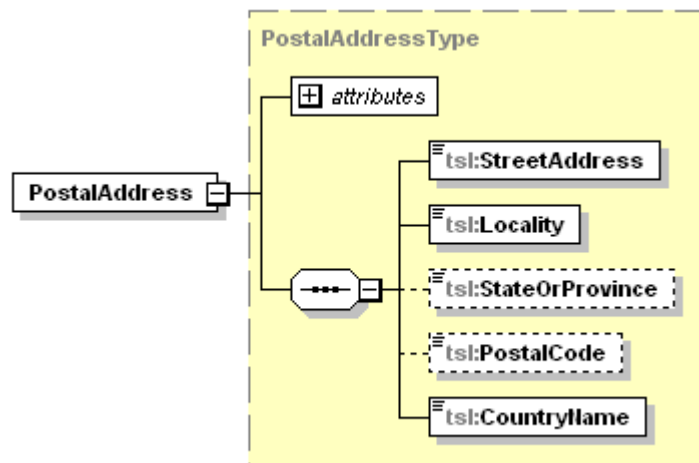 PostalAddressType
attributes
tsl:StreetAddress
PostalAddress
tsl:Locality
tsl:StateOrProvince
tsl:PostalCode
tsl:CountryName